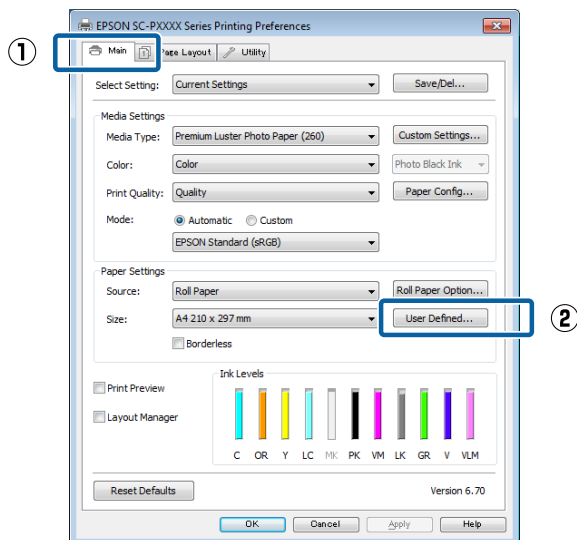 EPSON SC-PXXXX Series Printing Preferences
①
Main Page Layout Utility
Select Setting: Current Settings Save/Del...
Media Settings
Media Type: Premium Luster Photo Paper (260) Custom Settings...
Color: Color Photo Black Ink
Print Quality: Quality Paper Config...
Mode: Automatic Custom
EPSON Standard (sRGB)
Paper Settings
Source: Roll Paper Roll Paper Option...
Size: A4 210 x 297 mm User Defined...
②
Borderless
Print Preview
Layout Manager
Ink Levels
C OR Y LC MK PK VM LK GR V VLM
Reset Defaults Version 6.70
OK Cancel Apply Help